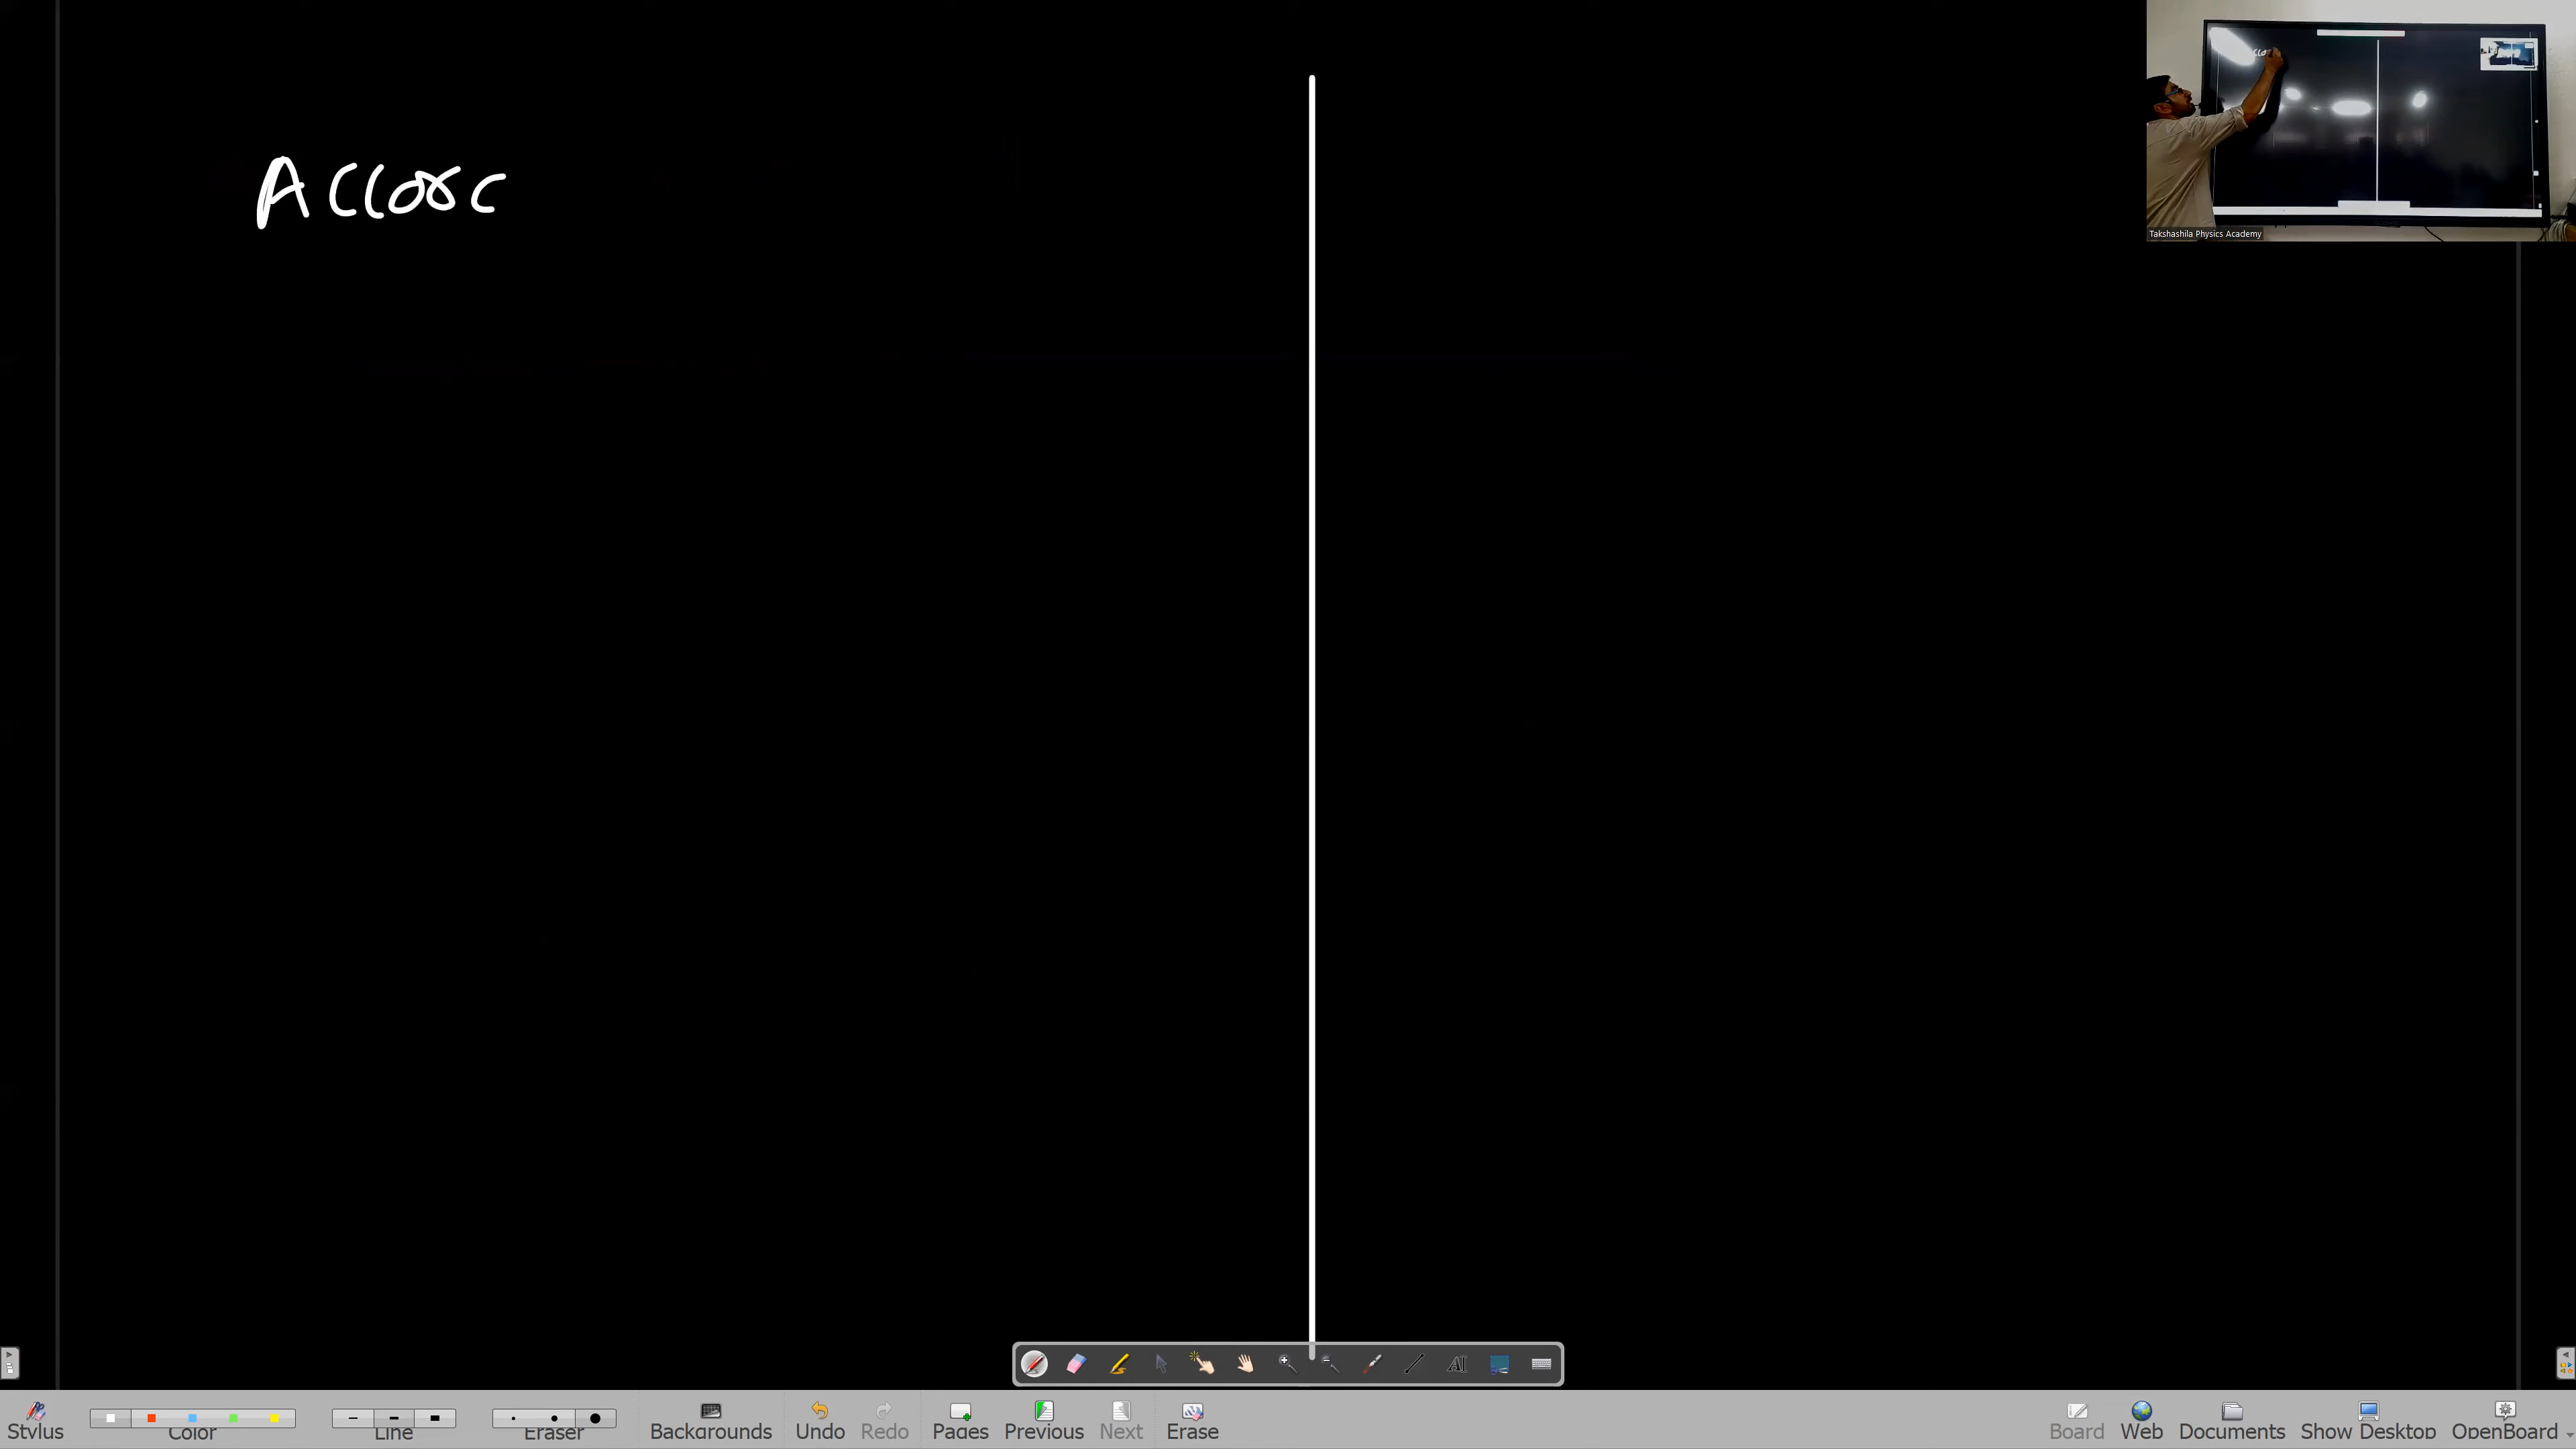 Accorc
Takshashila Physics Academy
Stylus
Color
Line
Eraser
Backgrounds
Undo
Redo
Pages
Previous
Next
Erase
Board
Web
Documents
Show Desktop
OpenBoard